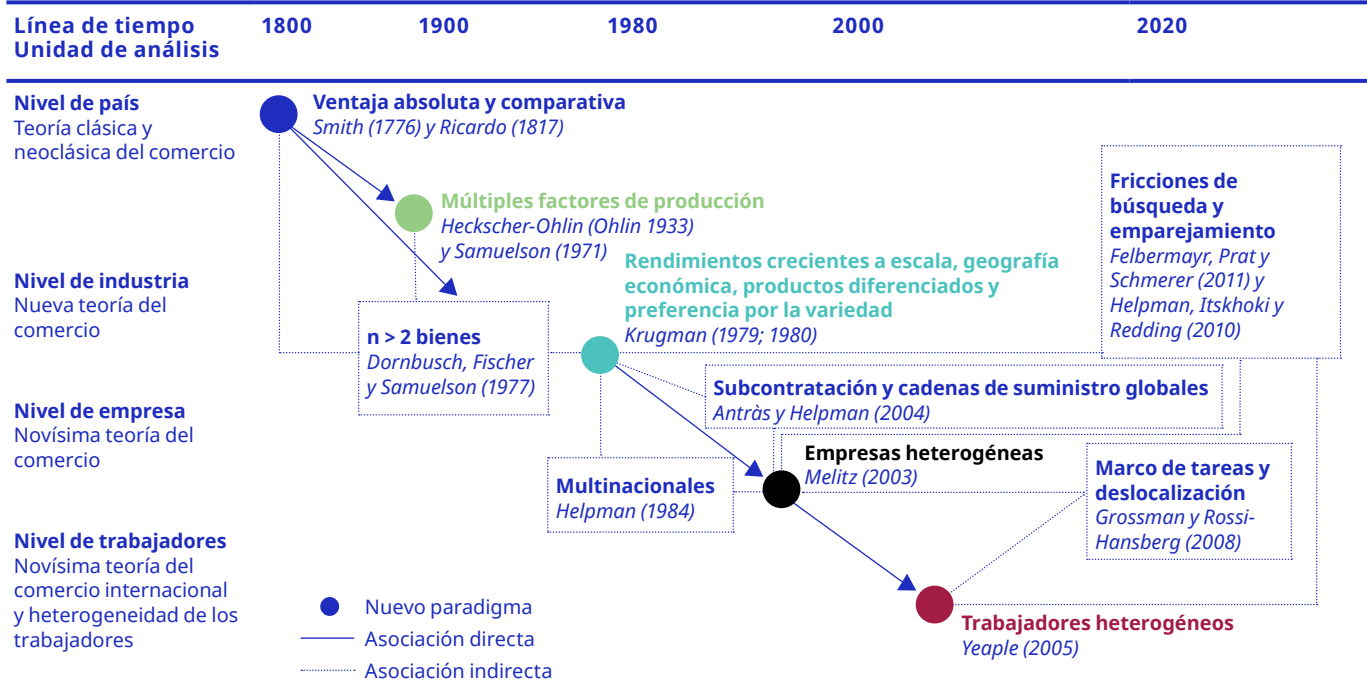 Línea de tiempo
Unidad de análisis
1800
1900
1980
2000
2020
Nivel de país
Teoría clásica y
neoclásica del comercio
Ventaja absoluta y comparativa
Smith (1776) y Ricardo (1817)
Múltiples factores de producción
Heckscher-Ohlin (Ohlin 1933)
y Samuelson (1971)
Fricciones de
búsqueda y
emparejamiento
Felbermayr, Prat y
Schmerer (2011) y
Helpman, Itskhoki y
Redding (2010)
Nivel de industria
Nueva teoría del
comercio
Rendimientos crecientes a escala, geografía
económica, productos diferenciados y
preferencia por la variedad
Krugman (1979; 1980)
n > 2 bienes
Dornbusch, Fischer
y Samuelson (1977)
Subcontratación y cadenas de suministro globales
Antràs y Helpman (2004)
Nivel de empresa
Novísima teoría del
comercio
Empresas heterogéneas
Melitz (2003)
Multinacionales
Helpman (1984)
Marco de tareas y
deslocalización
Grossman y Rossi-
Hansberg (2008)
Nivel de trabajadores
Novísima teoría del
comercio internacional
y heterogeneidad de los
trabajadores
Trabajadores heterogéneos
Yeaple (2005)
Nuevo paradigma
Asociación directa
Asociación indirecta